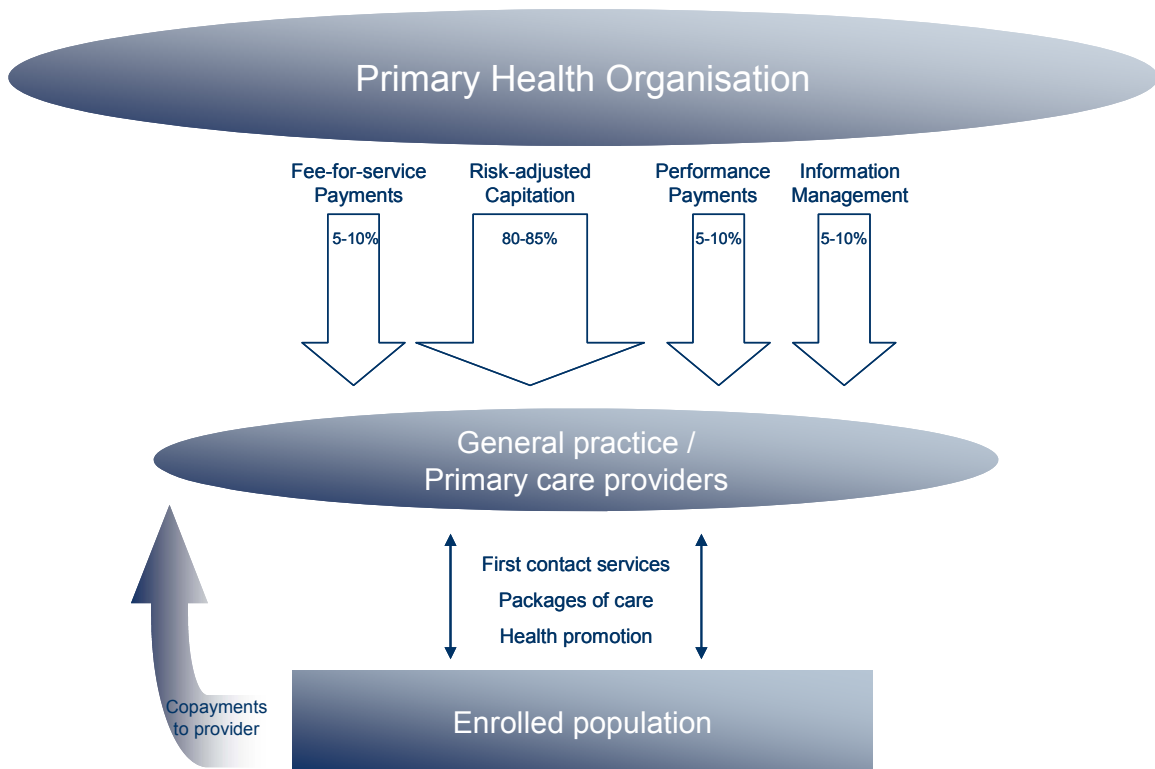 Primary Health Organisation
Fee-for-service
Payments
Risk-adjusted
Capitation
Performance
Payments
Information
Management
5-10%
80-85%
5-10%
5-10%
General practice /
Primary care providers
First contact services
Packages of care
Health promotion
Copayments
to provider
Enrolled population